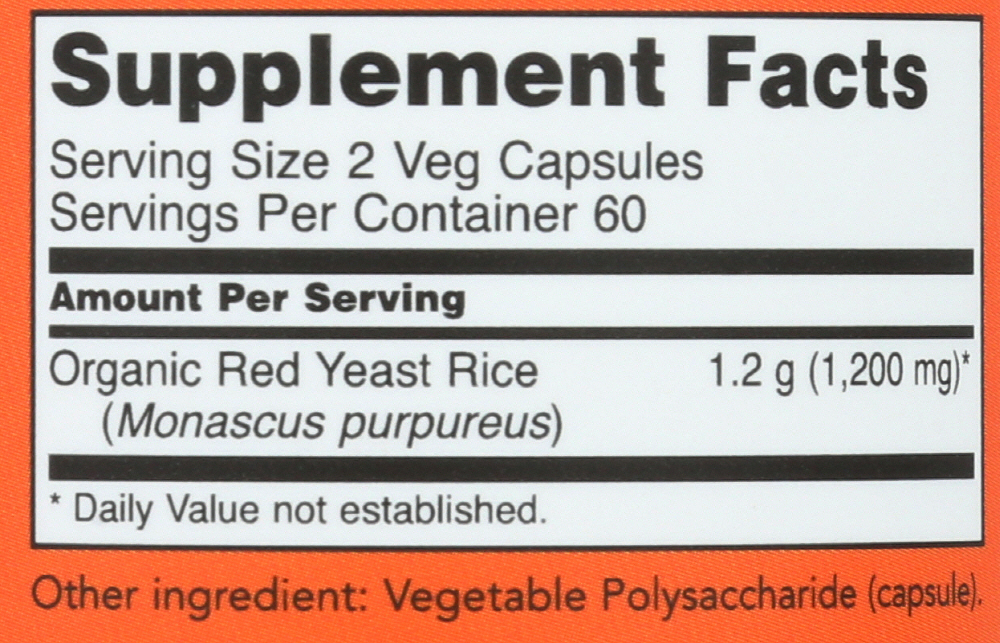 Supplement Facts
Serving Size 2 Veg Capsules
Servings Per Container 60
Amount Per Serving
Organic Red Yeast Rice 1.2 g (1,200 mg)*
(Monascus purpureus)
* Daily Value not established.
Other ingredient: Vegetable Polysaccharide (capsule).